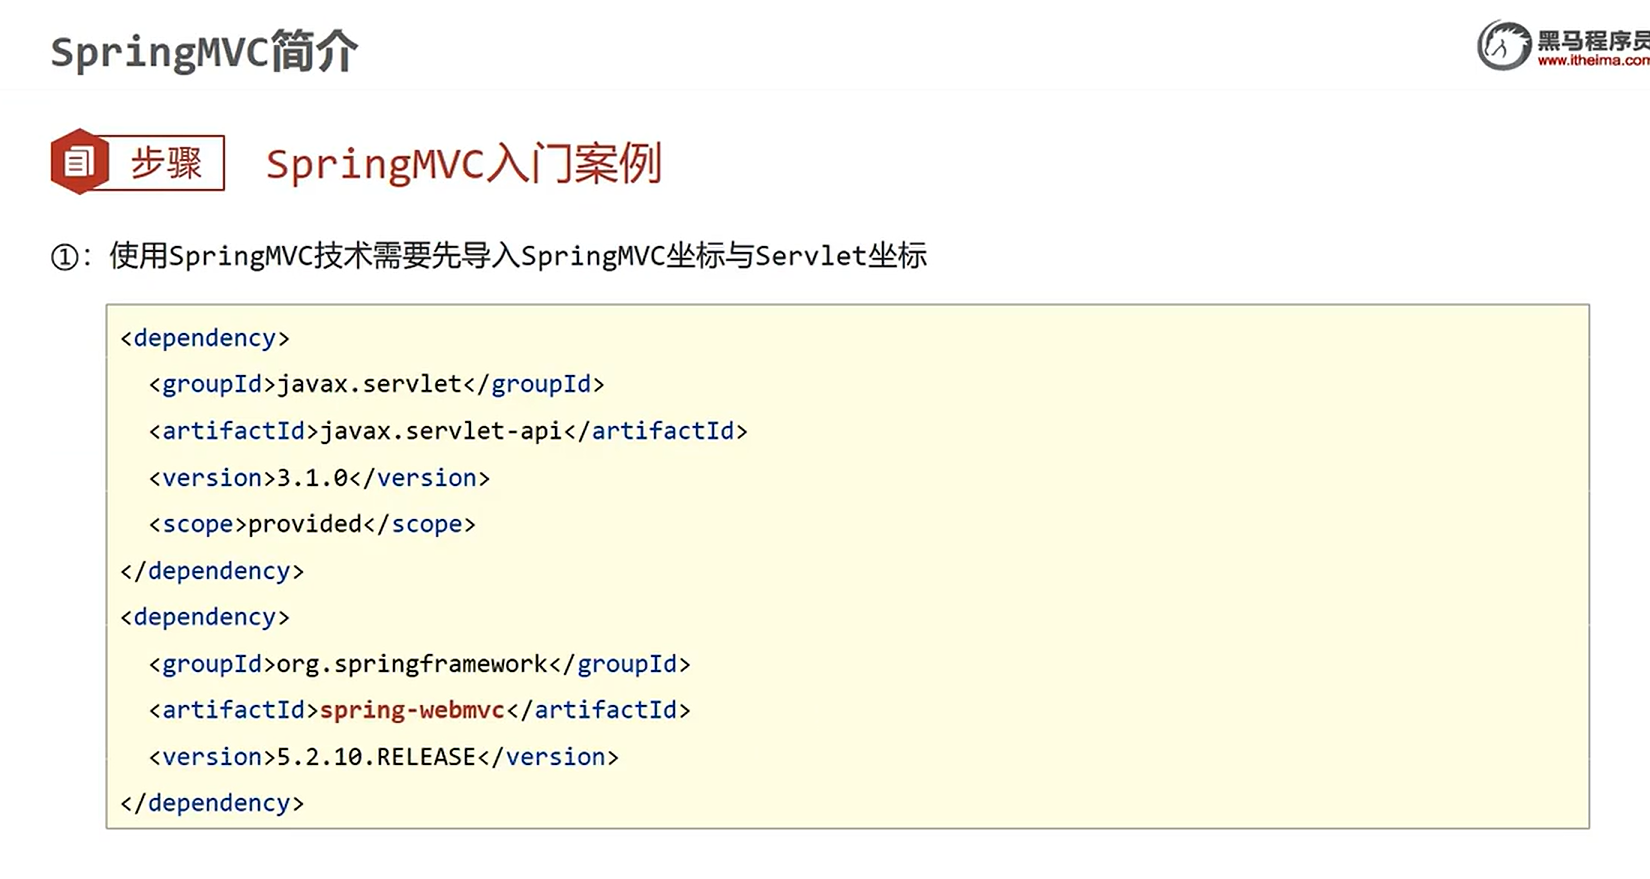 SpringMVC简介
黑马程序员
www.itheima.com
步骤
SpringMVC入门案例
①：使用SpringMVC技术需要先导入SpringMVC坐标与Servlet坐标
<dependency>
<groupId>javax.servlet</groupId>
<artifactId>javax.servlet-api</artifactId>
<version>3.1.0</version>
<scope>provided</scope>
</dependency>
<dependency>
<groupId>org.springframework</groupId>
<artifactId>spring-webmvc</artifactId>
<version>5.2.10.RELEASE</version>
</dependency>